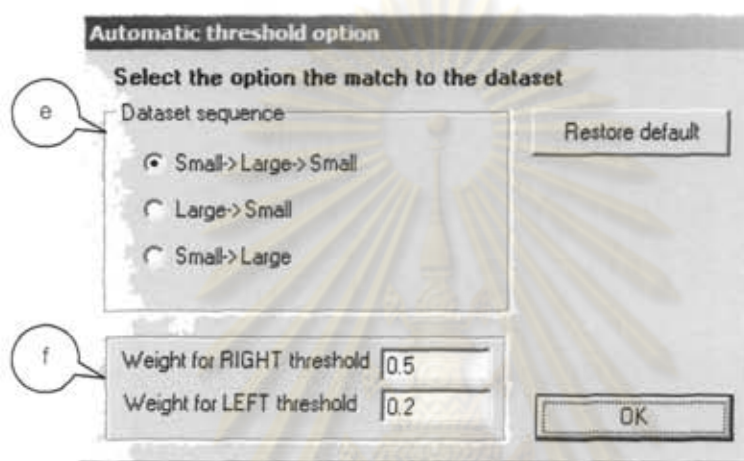 Automatic threshold option
Select the option the match to the dataset
e
Dataset sequence
Restore default
Small->Large->Small
Large->Small
Small->Large
f
Weight for RIGHT threshold 0.5
Weight for LEFT threshold 0.2
OK